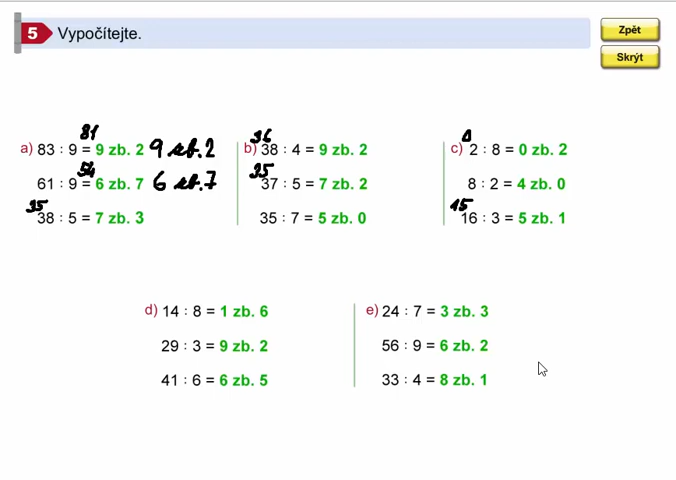 5 Vypočítejte.
Zpět
Skrýt
81
a) 83 : 9 = 9 zb. 2 9 zb. 2
54
61 : 9 = 6 zb. 7 6 zb. 7
35
38 : 5 = 7 zb. 3
36
b) 38 : 4 = 9 zb. 2
35
37 : 5 = 7 zb. 2
35 : 7 = 5 zb. 0
0
c) 2 : 8 = 0 zb. 2
8 : 2 = 4 zb. 0
15
16 : 3 = 5 zb. 1
d) 14 : 8 = 1 zb. 6
29 : 3 = 9 zb. 2
41 : 6 = 6 zb. 5
e) 24 : 7 = 3 zb. 3
56 : 9 = 6 zb. 2
33 : 4 = 8 zb. 1